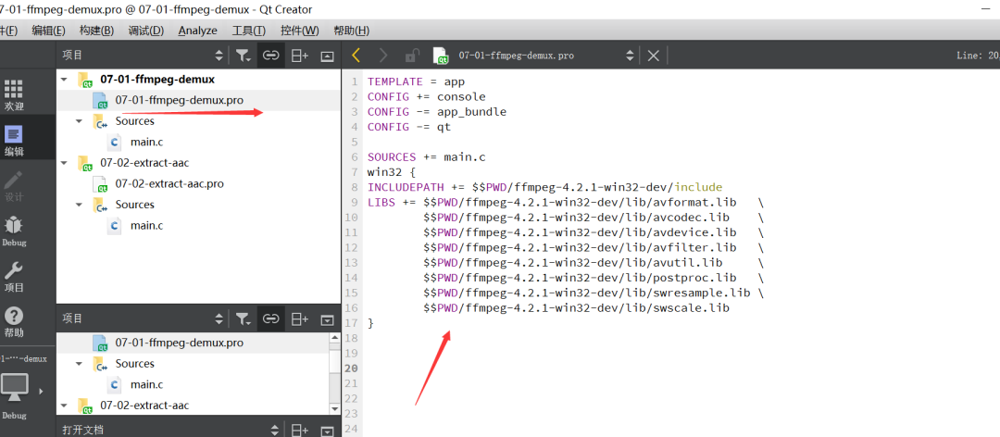 07-01-ffmpeg-demux.pro @ 07-01-ffmpeg-demux - Qt Creator
件(F) 编辑(E) 构建(B) 调试(D) Analyze 工具(T) 控件(W) 帮助(H)
项目
07-01-ffmpeg-demux.pro
Line: 20,
欢迎
编辑
设计
Debug
项目
帮助
-demux
Debug
07-01-ffmpeg-demux
07-01-ffmpeg-demux.pro
Sources
main.c
07-02-extract-aac
07-02-extract-aac.pro
Sources
main.c
项目
07-01-ffmpeg-demux.pro
Sources
main.c
07-02-extract-aac
打开文档
1 TEMPLATE = app
2 CONFIG += console
3 CONFIG -= app_bundle
4 CONFIG -= qt
5
6 SOURCES += main.c
7 win32 {
8 INCLUDEPATH += $$PWD/ffmpeg-4.2.1-win32-dev/include
9 LIBS += $$PWD/ffmpeg-4.2.1-win32-dev/lib/avformat.lib \
10 $$PWD/ffmpeg-4.2.1-win32-dev/lib/avcodec.lib \
11 $$PWD/ffmpeg-4.2.1-win32-dev/lib/avdevice.lib \
12 $$PWD/ffmpeg-4.2.1-win32-dev/lib/avfilter.lib \
13 $$PWD/ffmpeg-4.2.1-win32-dev/lib/avutil.lib \
14 $$PWD/ffmpeg-4.2.1-win32-dev/lib/postproc.lib \
15 $$PWD/ffmpeg-4.2.1-win32-dev/lib/swresample.lib \
16 $$PWD/ffmpeg-4.2.1-win32-dev/lib/swscale.lib
17 }
18
19
20
21
22
23
24